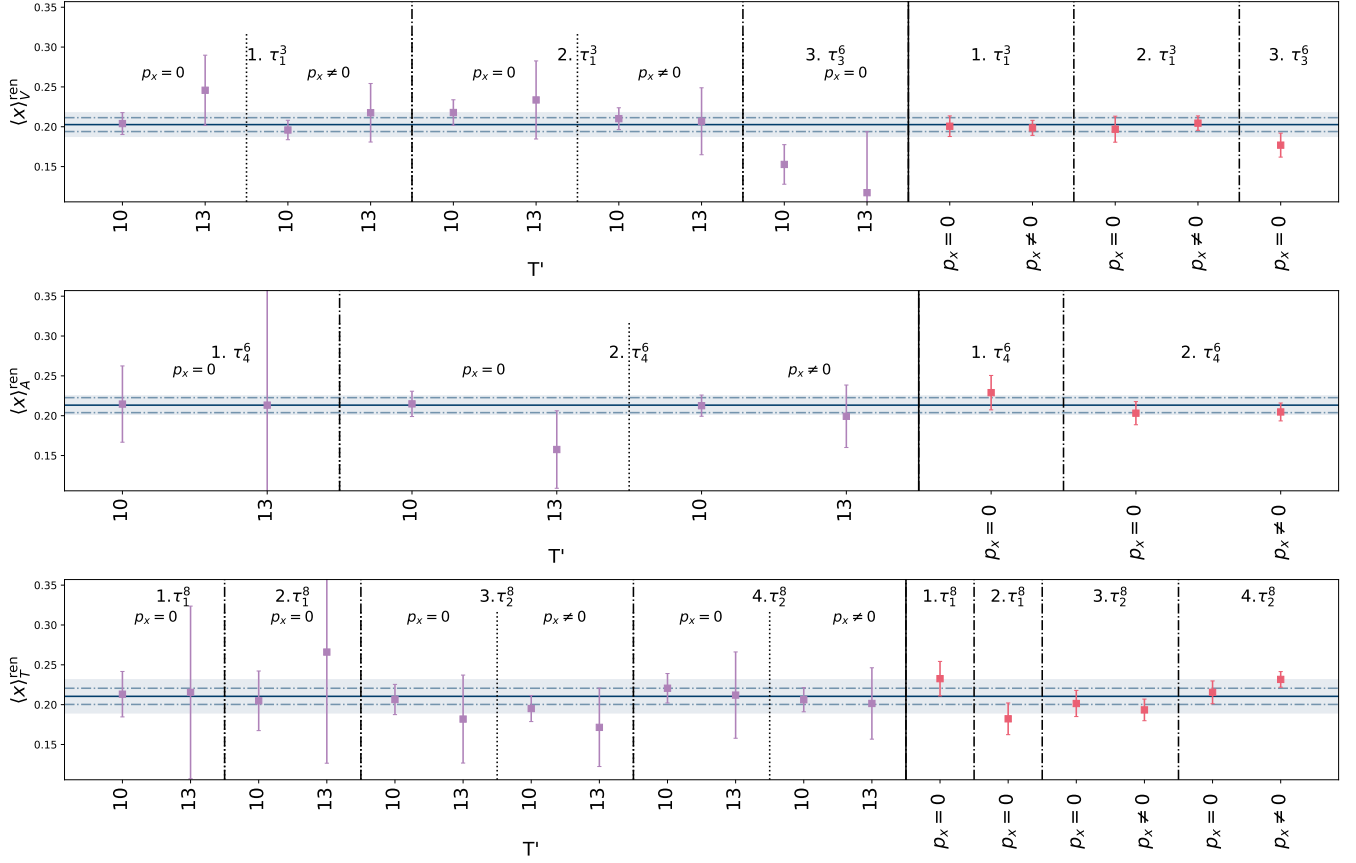 0.35
0.30
0.25
0.20
0.15
⟨x⟩_V^ren
1. τ_1^3
2. τ_1^3
3. τ_3^6
1. τ_1^3
2. τ_1^3
3. τ_3^6
p_x = 0
p_x ≠ 0
p_x = 0
p_x ≠ 0
p_x = 0
10
13
10
13
10
13
10
13
10
13
p_x = 0
p_x ≠ 0
p_x = 0
p_x ≠ 0
p_x = 0
T'
0.35
0.30
0.25
0.20
0.15
⟨x⟩_A^ren
1. τ_4^6
2. τ_4^6
1. τ_4^6
2. τ_4^6
p_x = 0
p_x = 0
p_x ≠ 0
10
13
10
13
10
13
p_x = 0
p_x = 0
p_x ≠ 0
T'
0.35
0.30
0.25
0.20
0.15
⟨x⟩_T^ren
1.τ_1^8
2.τ_1^8
3.τ_2^8
4.τ_2^8
1.τ_1^8
2.τ_1^8
3.τ_2^8
4.τ_2^8
p_x = 0
p_x = 0
p_x = 0
p_x ≠ 0
p_x = 0
p_x ≠ 0
10
13
10
13
10
13
10
13
10
13
10
13
p_x = 0
p_x = 0
p_x = 0
p_x ≠ 0
p_x = 0
p_x ≠ 0
T'